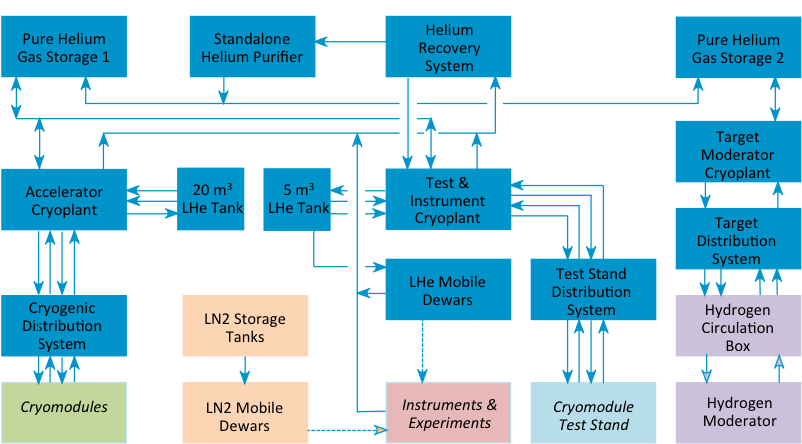 Pure Helium
Gas Storage 1
Standalone
Helium Purifier
Helium
Recovery
System
Pure Helium
Gas Storage 2
Accelerator
Cryoplant
20 m³
LHe Tank
5 m³
LHe Tank
Test &
Instrument
Cryoplant
Target
Moderator
Cryoplant
Target
Distribution
System
Cryogenic
Distribution
System
LN2 Storage
Tanks
LHe Mobile
Dewars
Test Stand
Distribution
System
Hydrogen
Circulation
Box
Cryomodules
LN2 Mobile
Dewars
Instruments &
Experiments
Cryomodule
Test Stand
Hydrogen
Moderator